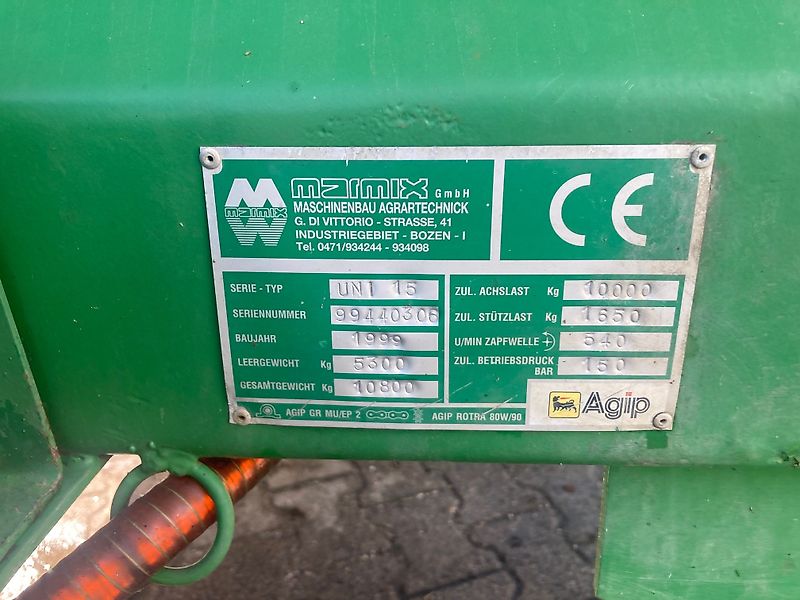 marmix GmbH
MASCHINENBAU AGRARTECHNICK
G. DI VITTORIO - STRASSE, 41
INDUSTRIEGEBIET - BOZEN - I
Tel. 0471/934244 - 934098
M
marmix
W
CE
SERIE - TYP UNI 15
SERIENNUMMER 99440306
BAUJAHR 1999
LEERGEWICHT Kg 5300
GESAMTGEWICHT Kg 10800
ZUL. ACHSLAST Kg 10000
ZUL. STÜTZLAST Kg 1650
U/MIN ZAPFWELLE 540
ZUL. BETRIEBSDRUCK
BAR 150
AGIP GR MU/EP 2 AGIP ROTRA 80W/90
Agip